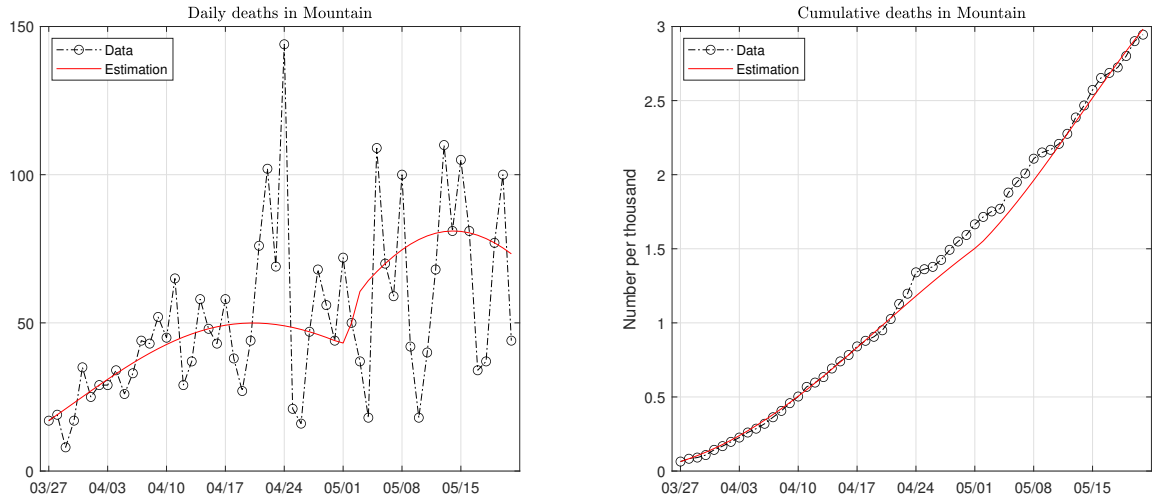 Daily deaths in Mountain
150
100
50
0
Data
Estimation
03/27 04/03 04/10 04/17 04/24 05/01 05/08 05/15
Cumulative deaths in Mountain
Number per thousand
3
2.5
2
1.5
1
0.5
0
Data
Estimation
03/27 04/03 04/10 04/17 04/24 05/01 05/08 05/15